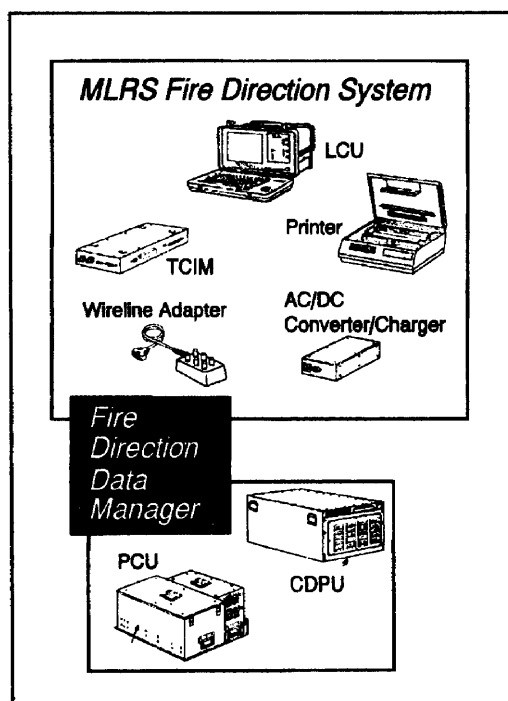 MLRS Fire Direction System
LCU
Printer
TCIM
Wireline Adapter
AC/DC
Converter/Charger
Fire
Direction
Data
Manager
PCU
CDPU